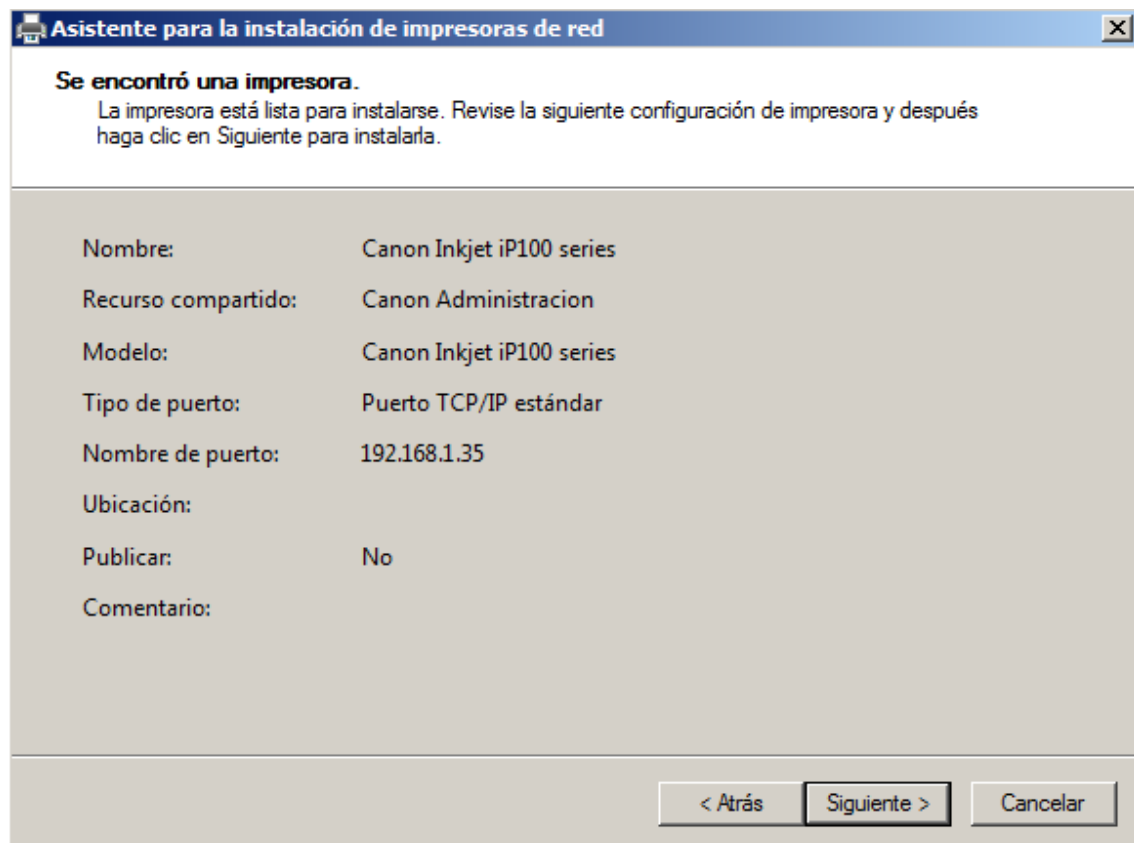 Asistente para la instalación de impresoras de red
Se encontró una impresora.
La impresora está lista para instalarse. Revise la siguiente configuración de impresora y después
haga clic en Siguiente para instalarla.
Nombre: Canon Inkjet iP100 series
Recurso compartido: Canon Administracion
Modelo: Canon Inkjet iP100 series
Tipo de puerto: Puerto TCP/IP estándar
Nombre de puerto: 192.168.1.35
Ubicación:
Publicar: No
Comentario:
< Atrás Siguiente > Cancelar